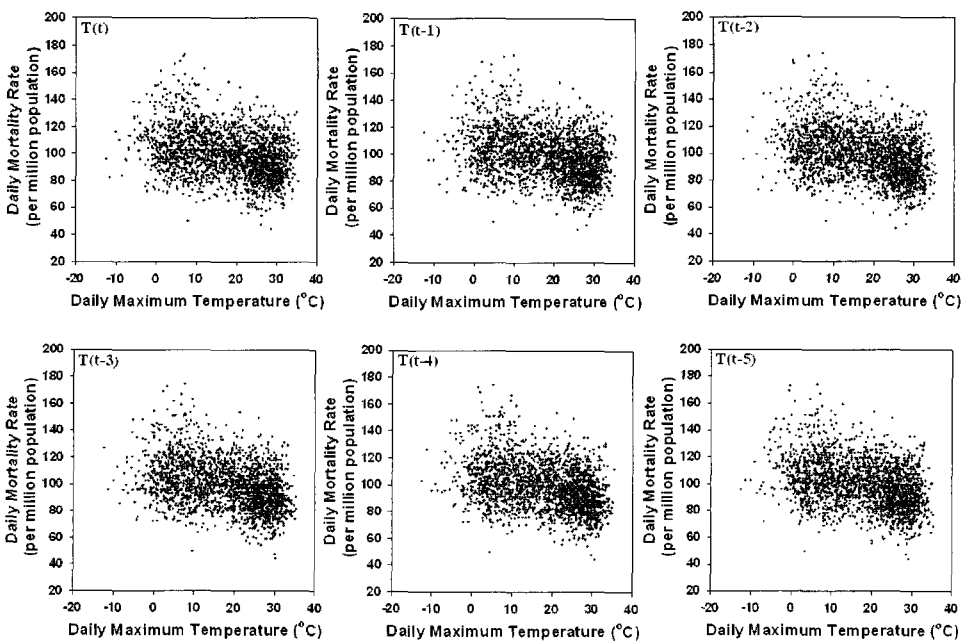 T(t)
Daily Mortality Rate
(per million population)
200
180
160
140
120
100
80
60
40
20
-20 -10 0 10 20 30 40
Daily Maximum Temperature (°C)
T(t-1)
Daily Mortality Rate
(per million population)
200
180
160
140
120
100
80
60
40
20
-20 -10 0 10 20 30 40
Daily Maximum Temperature (°C)
T(t-2)
Daily Mortality Rate
(per million population)
200
180
160
140
120
100
80
60
40
20
-20 -10 0 10 20 30 40
Daily Maximum Temperature (°C)
T(t-3)
Daily Mortality Rate
(per million population)
200
180
160
140
120
100
80
60
40
20
-20 -10 0 10 20 30 40
Daily Maximum Temperature (°C)
T(t-4)
Daily Mortality Rate
(per million population)
200
180
160
140
120
100
80
60
40
20
-20 -10 0 10 20 30 40
Daily Maximum Temperature (°C)
T(t-5)
Daily Mortality Rate
(per million population)
200
180
160
140
120
100
80
60
40
20
-20 -10 0 10 20 30 40
Daily Maximum Temperature (°C)